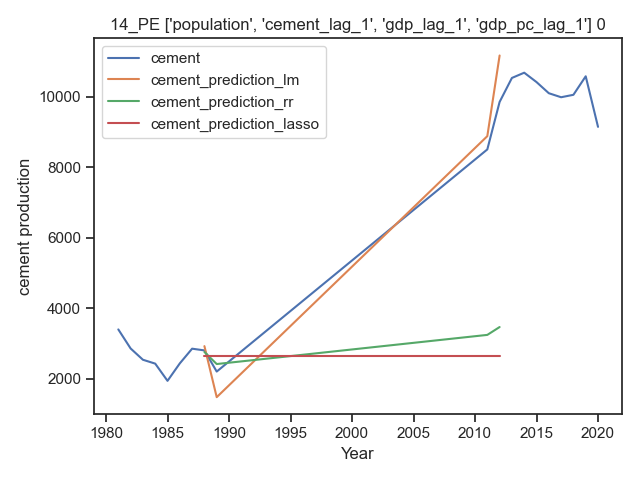 14_PE ['population', 'cement_lag_1', 'gdp_lag_1', 'gdp_pc_lag_1'] 0
cement
cement_prediction_lm
cement_prediction_rr
cement_prediction_lasso
10000
8000
6000
4000
2000
cement production
1980 1985 1990 1995 2000 2005 2010 2015 2020
Year